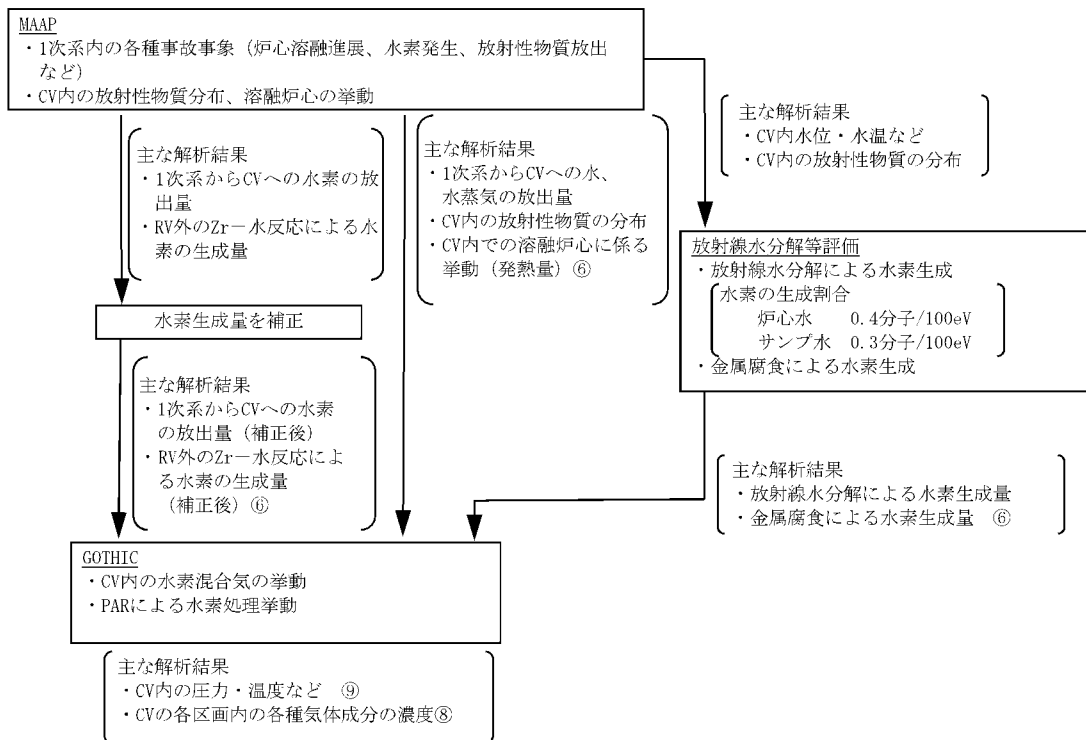 MAAP
・1次系内の各種事故事象（炉心溶融進展、水素発生、放射性物質放出
など）
・CV内の放射性物質分布、溶融炉心の挙動
主な解析結果
・1次系からCVへの水素の放
出量
・RV外のZr－水反応による水
素の生成量
主な解析結果
・1次系からCVへの水、
水蒸気の放出量
・CV内の放射性物質の分布
・CV内での溶融炉心に係る
挙動（発熱量）⑥
主な解析結果
・CV内水位・水温など
・CV内の放射性物質の分布
水素生成量を補正
放射線水分解等評価
・放射線水分解による水素生成
水素の生成割合
炉心水 0.4分子/100eV
サンプ水 0.3分子/100eV
・金属腐食による水素生成
主な解析結果
・1次系からCVへの水素
の放出量（補正後）
・RV外のZr－水反応によ
る水素の生成量
（補正後）⑥
主な解析結果
・放射線水分解による水素生成量
・金属腐食による水素生成量 ⑥
GOTHIC
・CV内の水素混合気の挙動
・PARによる水素処理挙動
主な解析結果
・CV内の圧力・温度など ⑨
・CVの各区画内の各種気体成分の濃度⑧